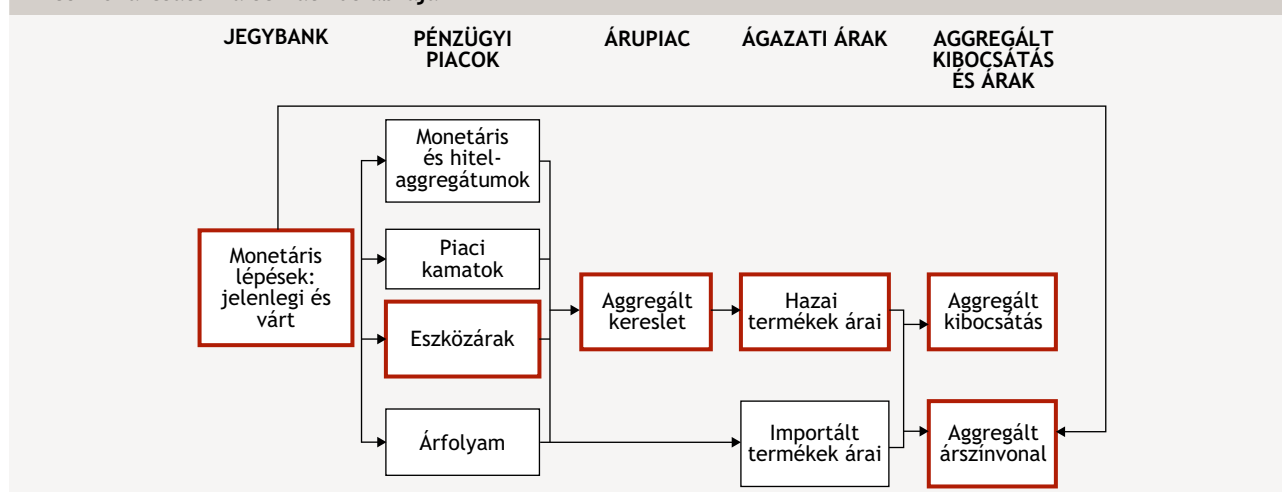 JEGYBANK
PÉNZÜGYI
PIACOK
ÁRUPIAC
ÁGAZATI ÁRAK
AGGREGÁLT
KIBOCSÁTÁS
ÉS ÁRAK
Monetáris
lépések:
jelenlegi és
várt
Monetáris
és hitel-
aggregátumok
Piaci
kamatok
Eszközárak
Árfolyam
Aggregált
kereslet
Hazai
termékek árai
Importált
termékek árai
Aggregált
kibocsátás
Aggregált
árszínvonal